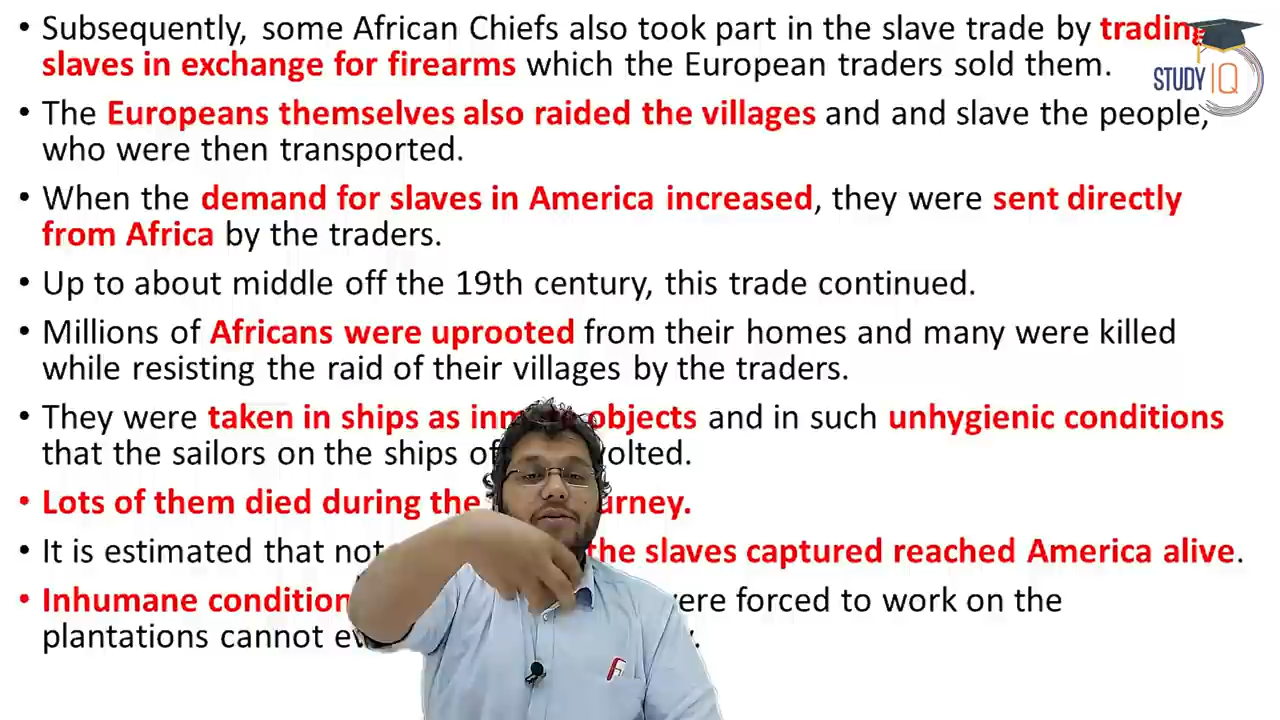 • Subsequently, some African Chiefs also took part in the slave trade by trading
slaves in exchange for firearms which the European traders sold them.
STUDY IQ
• The Europeans themselves also raided the villages and and slave the people,
who were then transported.
• When the demand for slaves in America increased, they were sent directly
from Africa by the traders.
• Up to about middle off the 19th century, this trade continued.
• Millions of Africans were uprooted from their homes and many were killed
while resisting the raid of their villages by the traders.
• They were taken in ships as objects and in such unhygienic conditions
that the sailors on the ships
• Lots of them died during the
• It is estimated that not the slaves captured reached America alive.
• Inhumane forced to work on the
plantations cannot